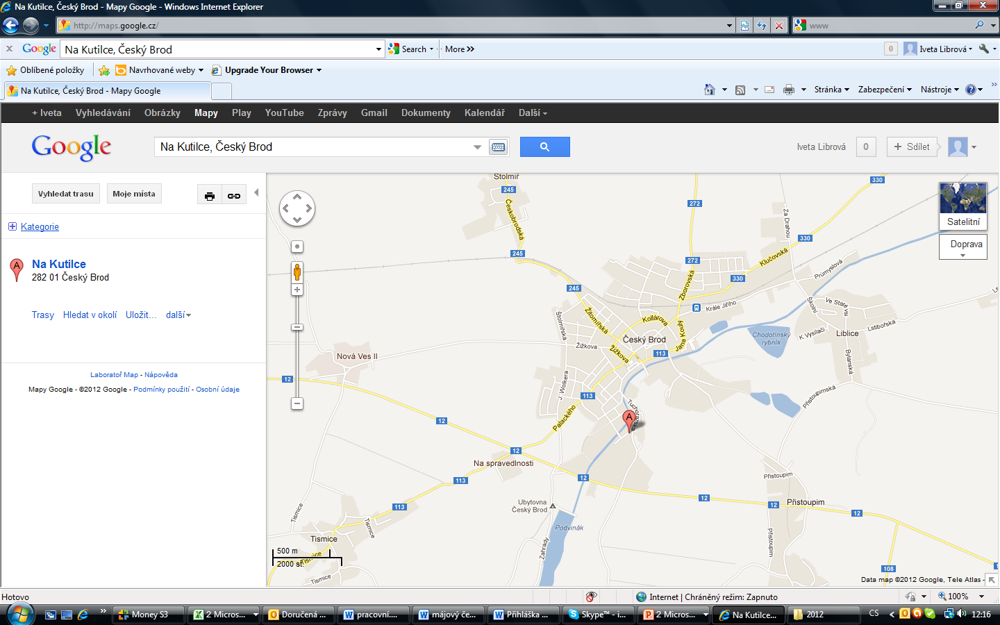 Na Kutilce, Český Brod - Mapy Google - Windows Internet Explorer
http://maps.google.cz/
www
x Google Na Kutilce, Český Brod Search More »
0 Iveta Librová
Oblíbené položky Navrhované weby Upgrade Your Browser
Na Kutilce, Český Brod - Mapy Google
Stránka Zabezpečení Nástroje
+ Iveta Vyhledávání Obrázky Mapy Play YouTube Zprávy Gmail Dokumenty Kalendář Další
Google Na Kutilce, Český Brod Iveta Librová 0 + Sdílet
Vyhledat trasu Moje místa
Kategorie
A Na Kutilce
282 01 Český Brod
Trasy Hledat v okolí Uložit... další
Laboratoř Map - Nápověda
Mapy Google - ©2012 Google - Podmínky použití - Osobní údaje
Stolmíř
245
Českobrodská
245
245
272
330
Za Drahou
Satelitní
Doprava
330
Klučovská
272
330
Zborovská
Průmyslová
Krále Jiřího
Školní
Ve Staré vsi
Lstibořská
K Vysílači
Liblice
Bylanská
Žitomířská
Kollárova
Jana Kouly
Štolmířská
Český Brod
Chodotínský
rybník
Žižkova
Žižkova
113
Nová Ves II
12
J. Wolkera
113
Palackého
Přistoupimská
A
12
12
Na spravedlnosti
113
12
Přistoupim
12
12
Přistoupim
12
Ubytovna
Český Brod
Podviňák
113
Tismice
Tismice
Tismice
Zahrady
Přistoupim
500 m
2000 st.
Tismice
Tismice
108
12
Data map ©2012 Google, Tele Atlas -
Hotovo
Internet | Chráněný režim: Zapnuto
100%
Money S3
2 Micros...
Doručená ...
pracovní....
májový če...
Přihláška ...
Skype™ - i...
2 Micros...
Na Kutilce...
2012
CS
12:16